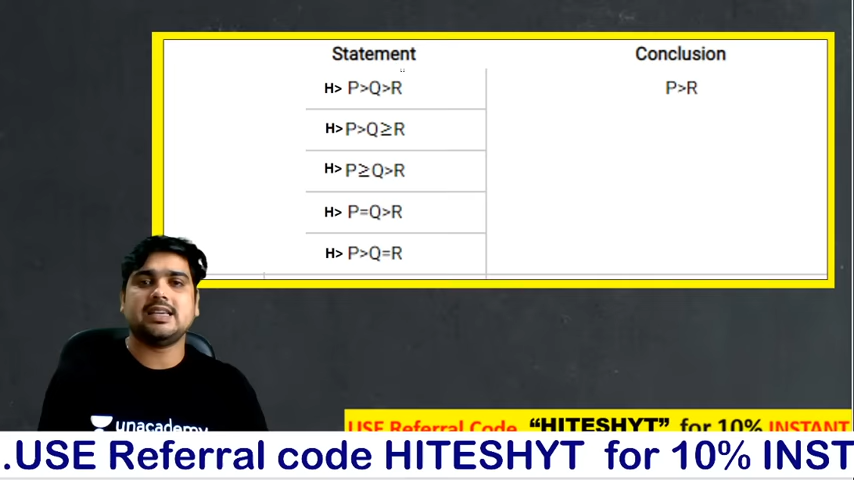 Statement Conclusion
H> P>Q>R P>R
H>P>Q≥R
H> P≥Q>R
H> P=Q>R
H> P>Q=R
unacademy
USE Referral Code "HITESHYT" for 10% INSTANT
.USE Referral code HITESHYT for 10% INST